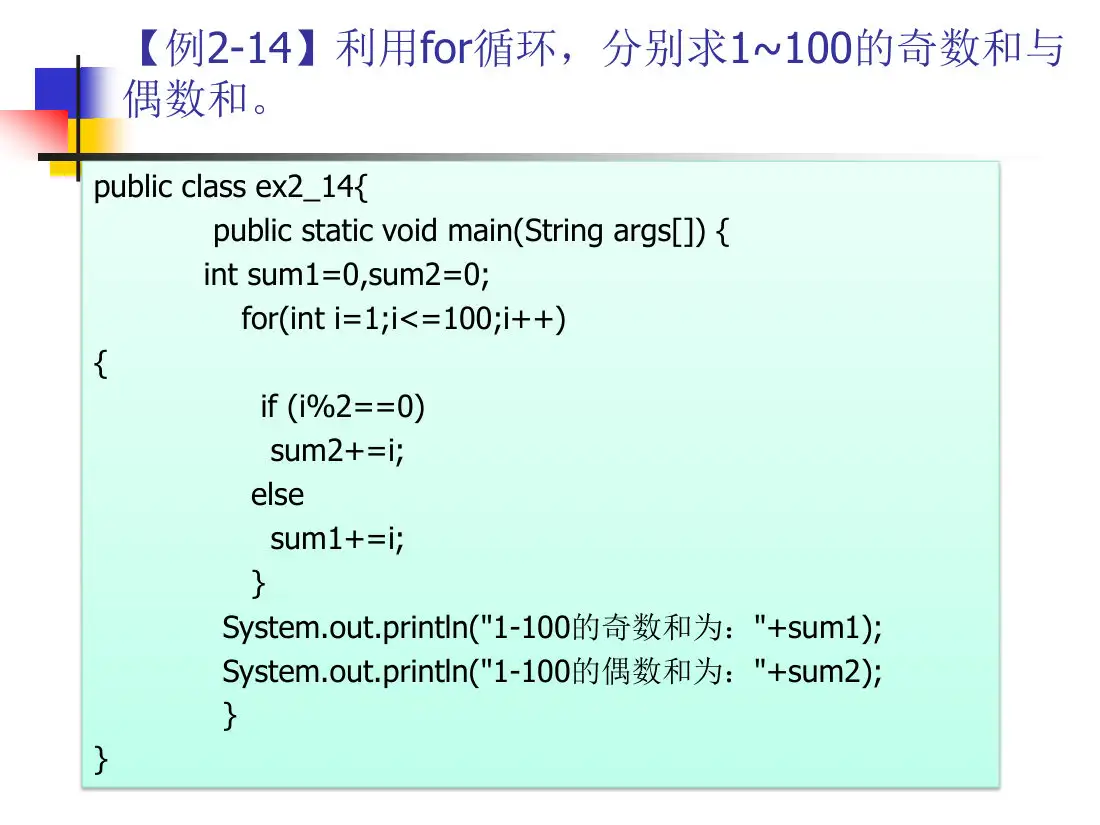 【例2-14】利用for循环，分别求1~100的奇数和与
偶数和。
public class ex2_14{
public static void main(String args[]) {
int sum1=0,sum2=0;
for(int i=1;i<=100;i++)
{
if (i%2==0)
sum2+=i;
else
sum1+=i;
}
System.out.println("1-100的奇数和为："+sum1);
System.out.println("1-100的偶数和为："+sum2);
}
}